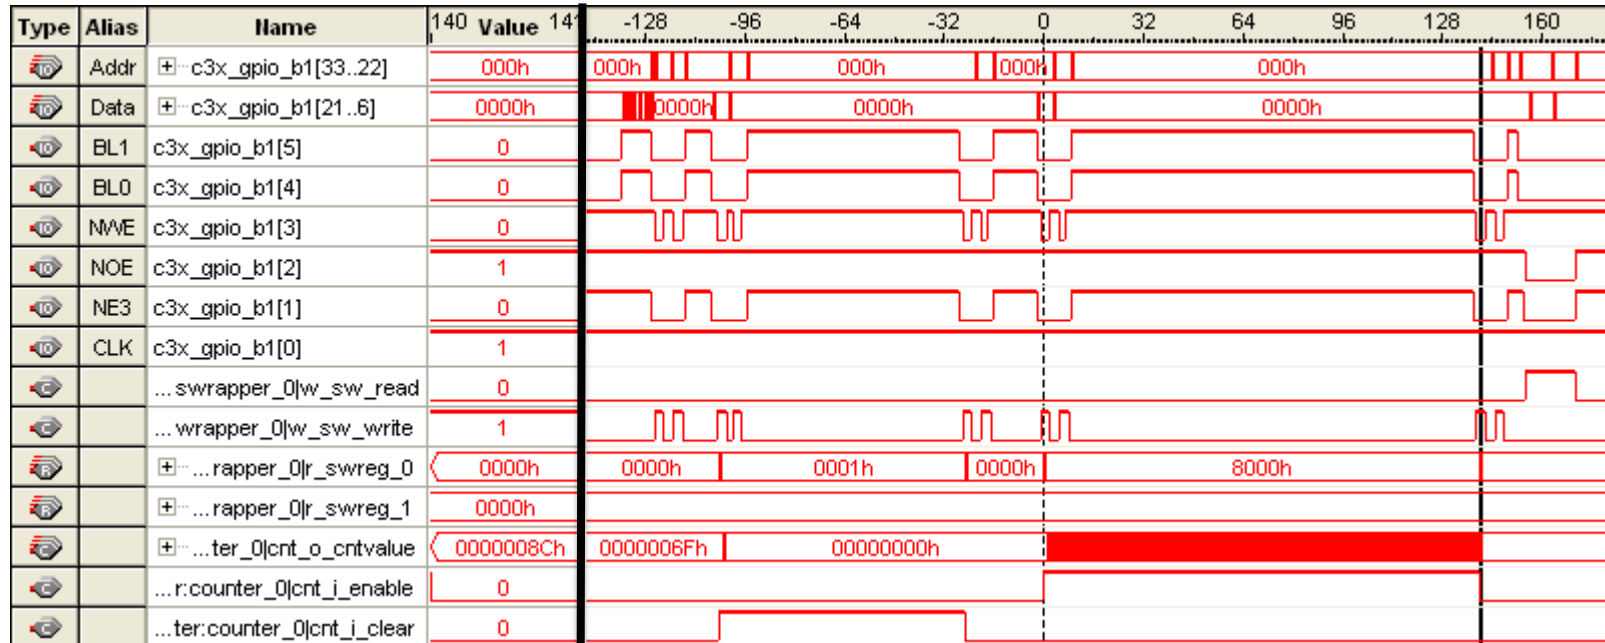 Type Alias Name 140 Value 141 -128 -96 -64 -32 0 32 64 96 128 160
Addr c3x_gpio_b1[33..22] 000h 000h 000h 000h 000h
Data c3x_gpio_b1[21..6] 0000h 0000h 0000h 0000h
BL1 c3x_gpio_b1[5] 0
BL0 c3x_gpio_b1[4] 0
NWE c3x_gpio_b1[3] 0
NOE c3x_gpio_b1[2] 1
NE3 c3x_gpio_b1[1] 0
CLK c3x_gpio_b1[0] 1
...swrapper_0|w_sw_read 0
...wrapper_0|w_sw_write 1
...rapper_0|r_swreg_0 0000h 0000h 0001h 0000h 8000h
...rapper_0|r_swreg_1 0000h
...ter_0|cnt_o_cntvalue 0000008Ch 0000006Fh 00000000h
...r:counter_0|cnt_i_enable 0
...ter:counter_0|cnt_i_clear 0